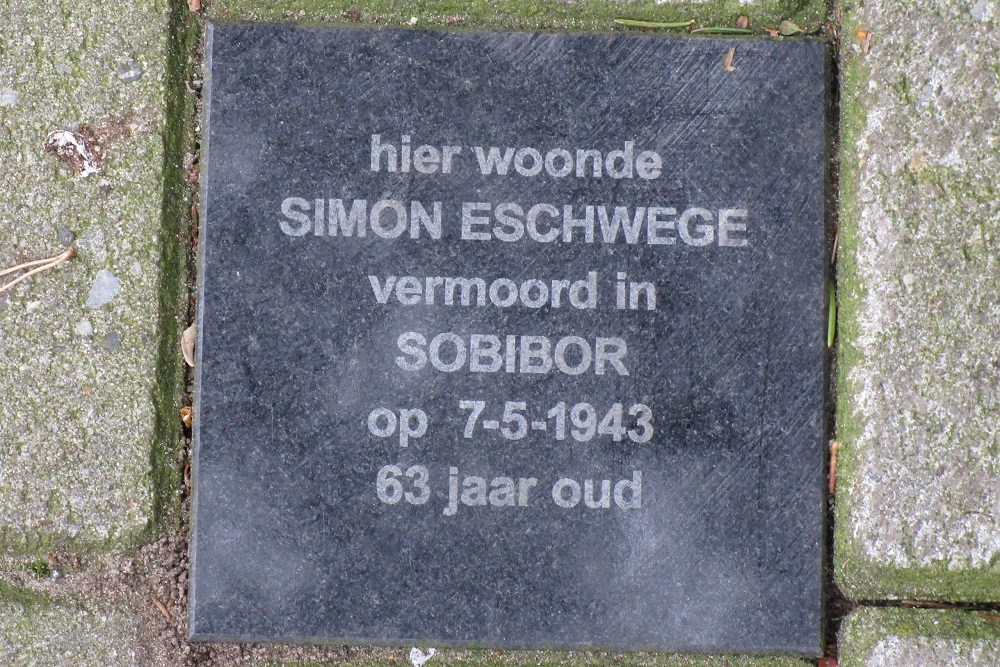 hier woonde
SIMON ESCHWEGE
vermoord in
SOBIBOR
op 7-5-1943
63 jaar oud